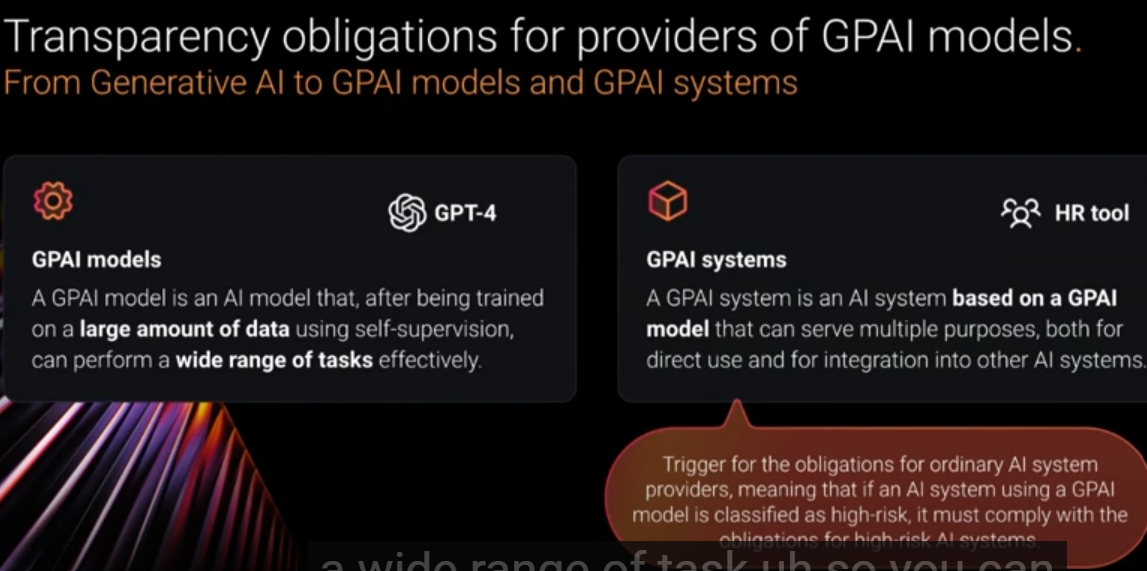 Transparency obligations for providers of GPAI models.
From Generative AI to GPAI models and GPAI systems
GPT-4
GPAI models
A GPAI model is an AI model that, after being trained
on a large amount of data using self-supervision,
can perform a wide range of tasks effectively.
HR tool
GPAI systems
A GPAI system is an AI system based on a GPAI
model that can serve multiple purposes, both for
direct use and for integration into other AI systems.
Trigger for the obligations for ordinary AI system
providers, meaning that if an AI system using a GPAI
model is classified as high-risk, it must comply with the
obligations for high-risk AI systems.
a wide range of task uh so you can